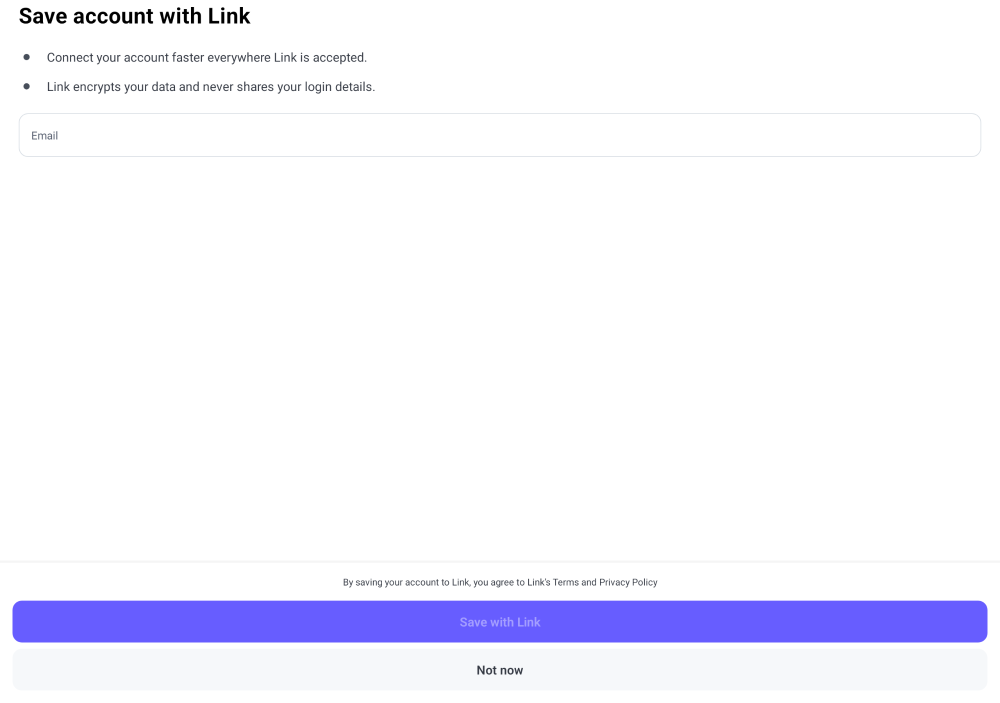 Save account with Link
Connect your account faster everywhere Link is accepted.
Link encrypts your data and never shares your login details.
Email
By saving your account to Link, you agree to Link's Terms and Privacy Policy
Save with Link
Not now